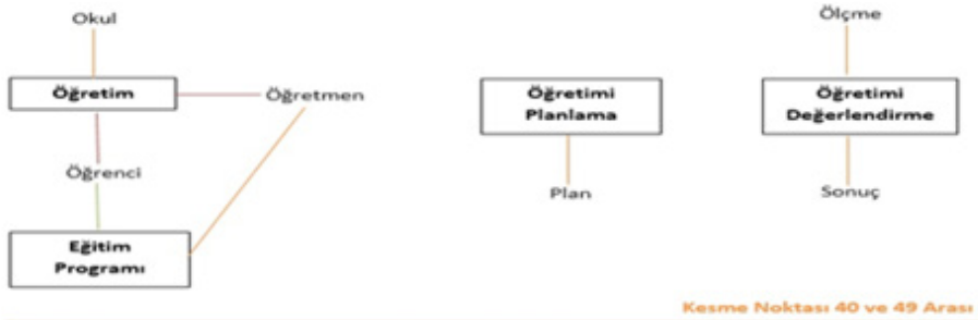 Okul
Ölçme
Öğretim
Öğretmen
Öğretimi
Planlama
Öğretimi
Değerlendirme
Öğrenci
Plan
Sonuç
Eğitim
Programı
Kesme Noktası 40 ve 49 Arası